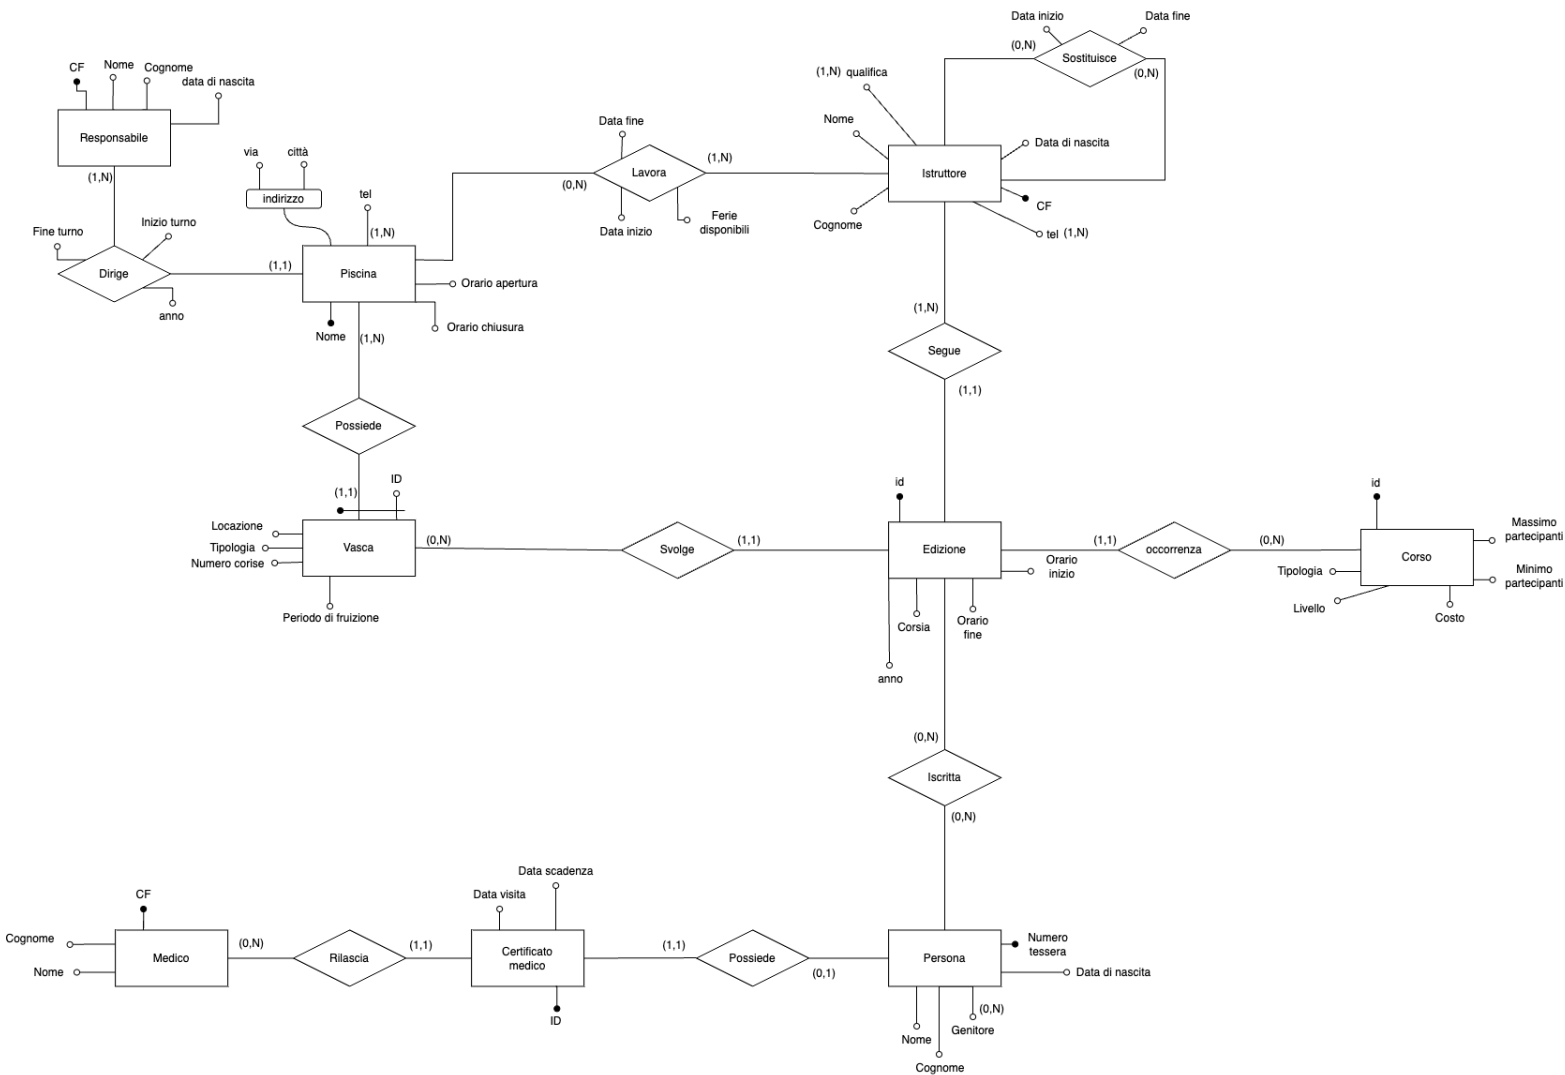 Data inizio
Data fine
(0,N)
Sostituisce
(0,N)
CF
Nome
Cognome
data di nascita
Responsabile
(1,N)
(1,N) qualifica
Nome
Data di nascita
Istruttore
CF
Cognome
tel (1,N)
Data fine
Lavora
(1,N)
(0,N)
Data inizio
Ferie
disponibili
via
città
indirizzo
tel
(1,N)
Fine turno
Inizio turno
Dirige
(1,1)
anno
Piscina
Orario apertura
Orario chiusura
Nome
(1,N)
(1,N)
Segue
(1,1)
Possiede
(1,1)
ID
Locazione
Tipologia
Numero corise
Vasca
(0,N)
Periodo di fruizione
Svolge
(1,1)
id
Edizione
(1,1)
Orario
inizio
Corsia
Orario
fine
anno
occorrenza
(0,N)
id
Corso
Massimo
partecipanti
Minimo
partecipanti
Tipologia
Livello
Costo
(0,N)
Iscritta
(0,N)
CF
Cognome
Nome
Medico
(0,N)
Rilascia
(1,1)
Data visita
Data scadenza
Certificato
medico
ID
(1,1)
Possiede
(0,1)
Persona
Numero
tessera
Data di nascita
(0,N)
Genitore
Nome
Cognome